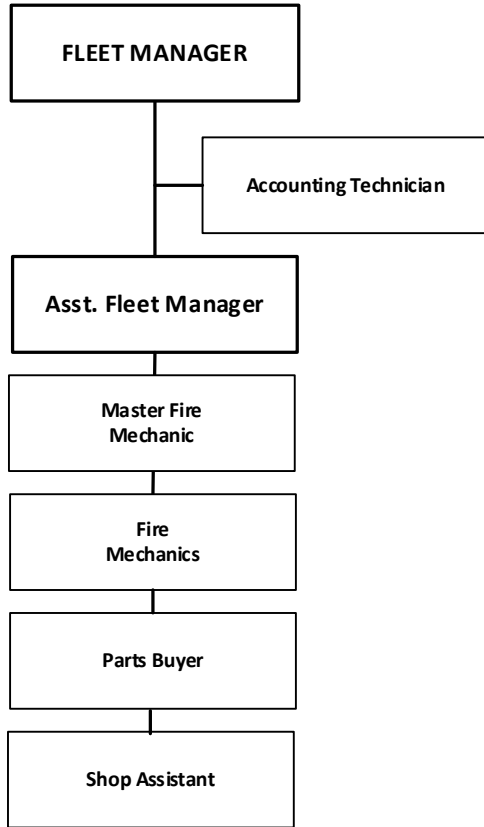 FLEET MANAGER
Accounting Technician
Asst. Fleet Manager
Master Fire
Mechanic
Fire
Mechanics
Parts Buyer
Shop Assistant